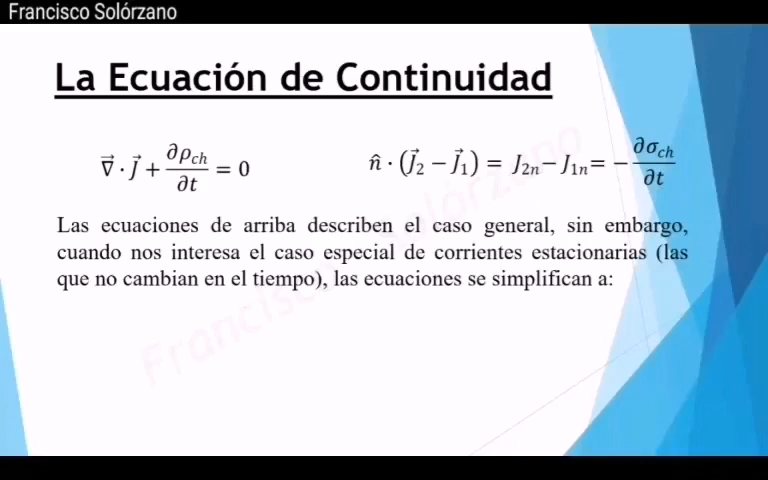 Francisco Solórzano
La Ecuación de Continuidad
∇⃗ · J⃗ + ∂ρ_ch/∂t = 0
n̂ · (J⃗₂ − J⃗₁) = J₂ₙ − J₁ₙ = − ∂σ_ch/∂t
Las ecuaciones de arriba describen el caso general, sin embargo,
cuando nos interesa el caso especial de corrientes estacionarias (las
que no cambian en el tiempo), las ecuaciones se simplifican a:
Francisco Solórzano